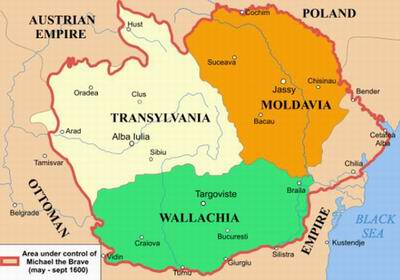 AUSTRIAN
EMPIRE
POLAND
Hust
Cochim
Suceava
Jassy
Chisinau
Oradea
Clus
MOLDAVIA
Bender
TRANSYLVANIA
Bacau
Arad
Alba Iulia
Cetatea
Alba
Sibiu
Tamisvar
Chilia
OTTOMAN
Targoviste
Braila
Belgrade
WALLACHIA
EMPIRE
BLACK
SEA
Craiova
Bucuresti
Kustendje
Vidin
Giurgiu
Silistra
Turnu
Area under control of
Michael the Brave
(may - sept 1600)